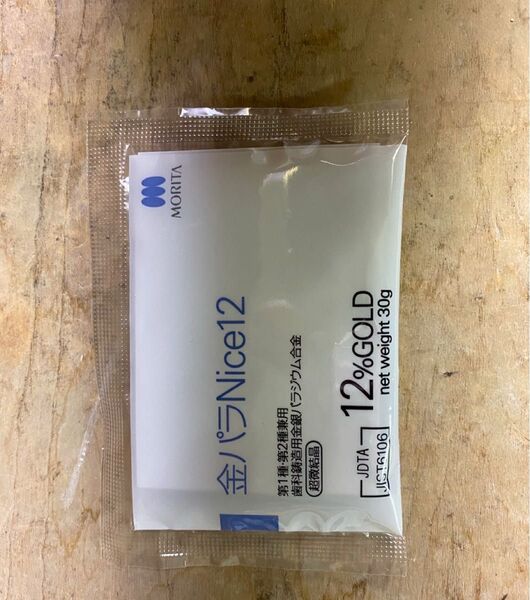 MORITA
金パラNice12
第1種・第2種兼用
歯科鋳造用金銀パラジウム合金
超微結晶
12%GOLD
net weight 30g
JDTA
JIST6106